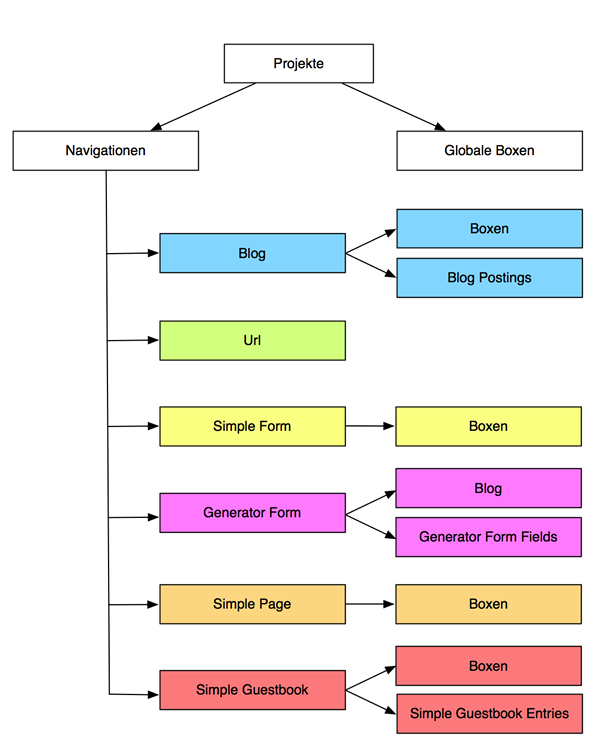 Projekte
Navigationen
Globale Boxen
Blog
Boxen
Blog Postings
Url
Simple Form
Boxen
Generator Form
Blog
Generator Form Fields
Simple Page
Boxen
Simple Guestbook
Boxen
Simple Guestbook Entries